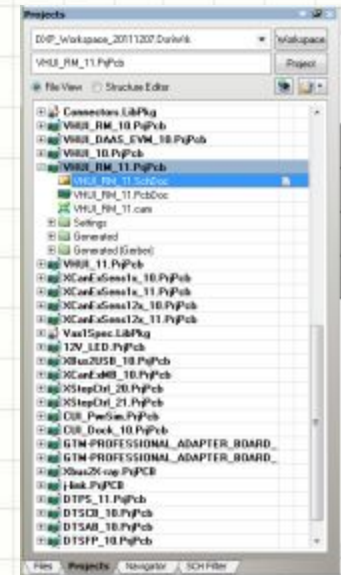 Projects
DXP_Workspace_20111207.DsnWrk
Workspace
VHUI_RM_11.PrjPcb
Project
File View Structure Editor
Connectors.LibPkg
VHUI_RM_10.PrjPcb
VHUI_DAAS_EVM_10.PrjPcb
VHUI_10.PrjPcb
VHUI_RM_11.PrjPcb
VHUI_RM_11.SchDoc
VHUI_RM_11.PcbDoc
VHUI_RM_11.cam
Settings
Generated
Generated (Gerber)
VHUI_11.PrjPcb
XCanExSens1x_10.PrjPcb
XCanExSens1x_11.PrjPcb
XCanExSens12x_10.PrjPcb
XCanExSens12x_11.PrjPcb
Vax1Spec.LibPkg
12V_LED.PrjPcb
XBus2USB_10.PrjPcb
XCanExMB_10.PrjPcb
XStepCtrl_20.PrjPcb
XStepCtrl_21.PrjPcb
CUI_PwrSim.PrjPcb
CUI_Dock_10.PrjPcb
GTM-PROFESSIONAL_ADAPTER_BOARD_
GTM-PROFESSIONAL_ADAPTER_BOARD_
Xbus2X-ray.PrjPCB
j-link.PrjPCB
DTPS_11.PrjPcb
DTSCB_10.PrjPcb
DTSAB_10.PrjPcb
DTSFP_10.PrjPcb
Files Projects Navigator SCH Filter